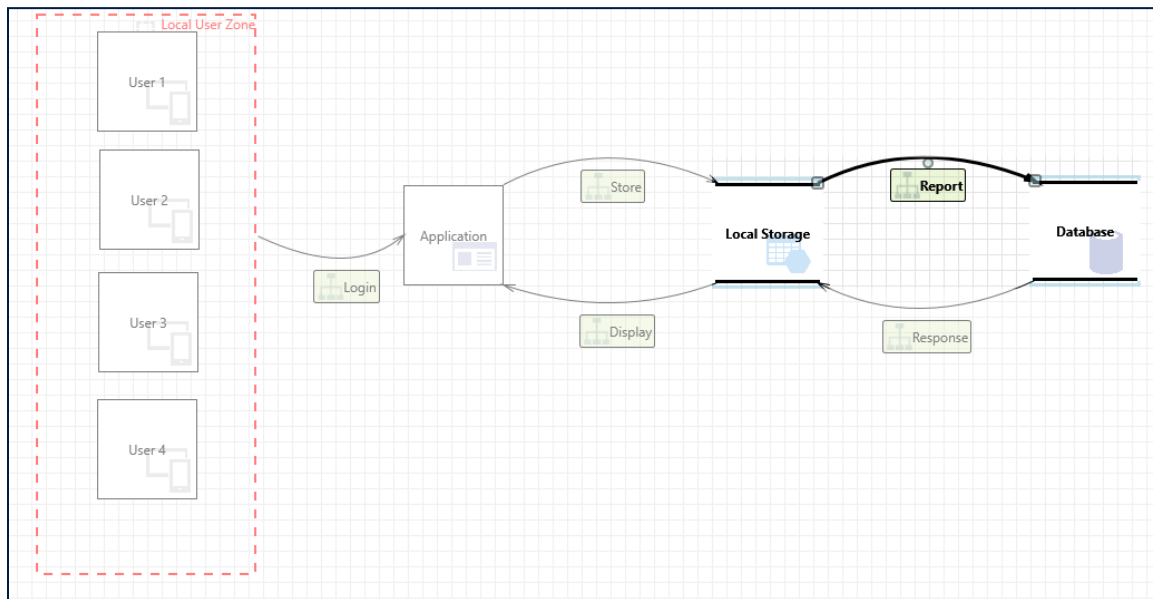 Local User Zone
User 1
User 2
User 3
User 4
Login
Application
Store
Display
Local Storage
Report
Response
Database